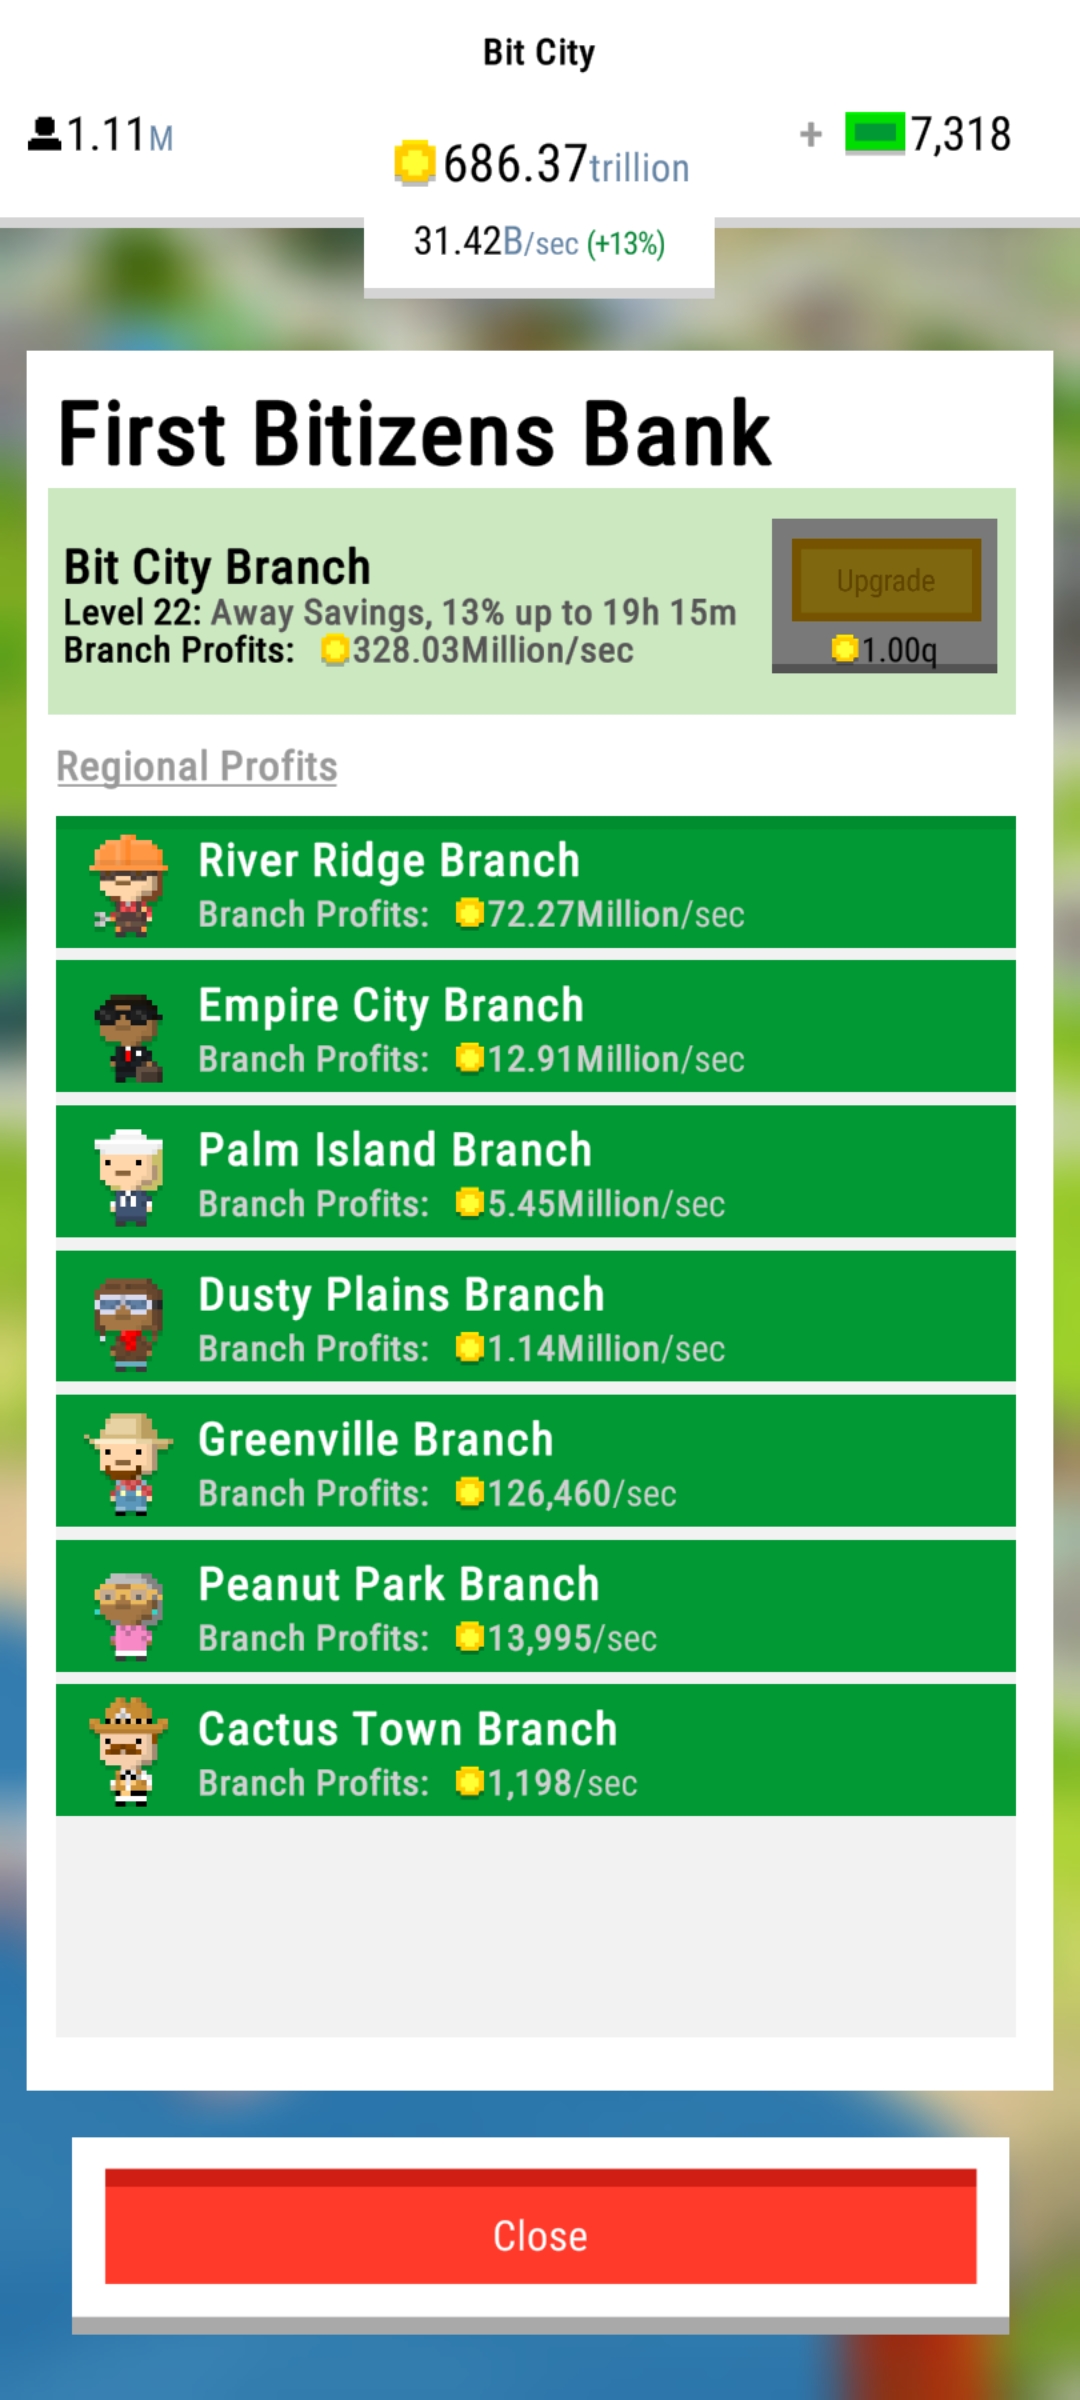 Bit City
1.11M
686.37trillion
+ 7,318
31.42B/sec (+13%)
First Bitizens Bank
Bit City Branch
Level 22: Away Savings, 13% up to 19h 15m
Branch Profits: 328.03Million/sec
Upgrade
1.00q
Regional Profits
River Ridge Branch
Branch Profits: 72.27Million/sec
Empire City Branch
Branch Profits: 12.91Million/sec
Palm Island Branch
Branch Profits: 5.45Million/sec
Dusty Plains Branch
Branch Profits: 1.14Million/sec
Greenville Branch
Branch Profits: 126,460/sec
Peanut Park Branch
Branch Profits: 13,995/sec
Cactus Town Branch
Branch Profits: 1,198/sec
Close